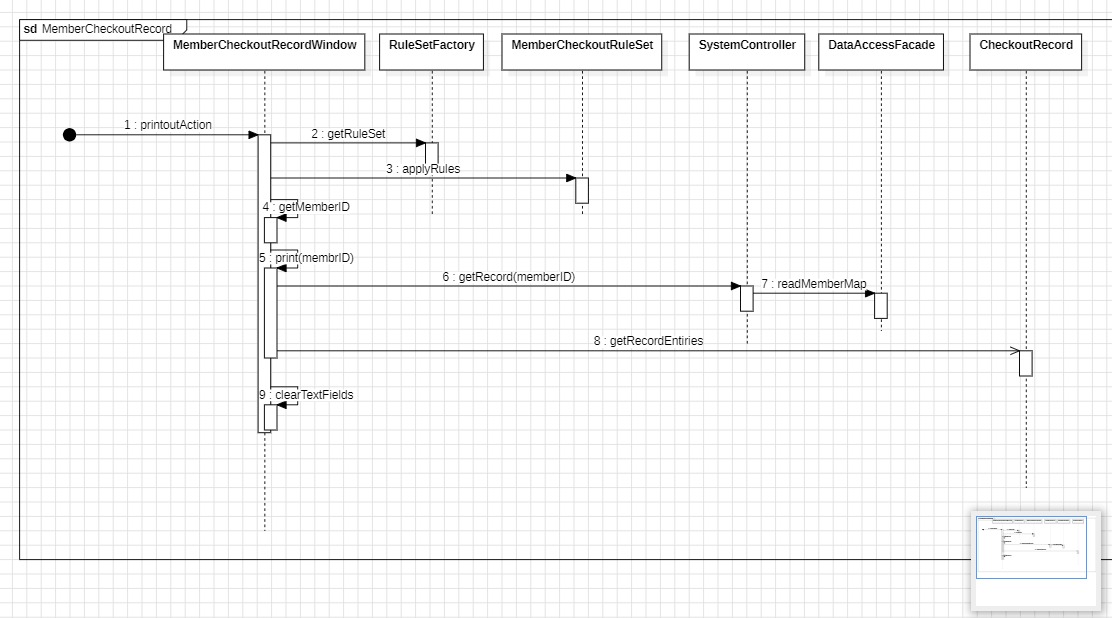 sd MemberCheckoutRecord
MemberCheckoutRecordWindow
RuleSetFactory
MemberCheckoutRuleSet
SystemController
DataAccessFacade
CheckoutRecord
1 : printoutAction
2 : getRuleSet
3 : applyRules
4 : getMemberID
5 : print(membrID)
6 : getRecord(memberID)
7 : readMemberMap
8 : getRecordEntiries
9 : clearTextFields